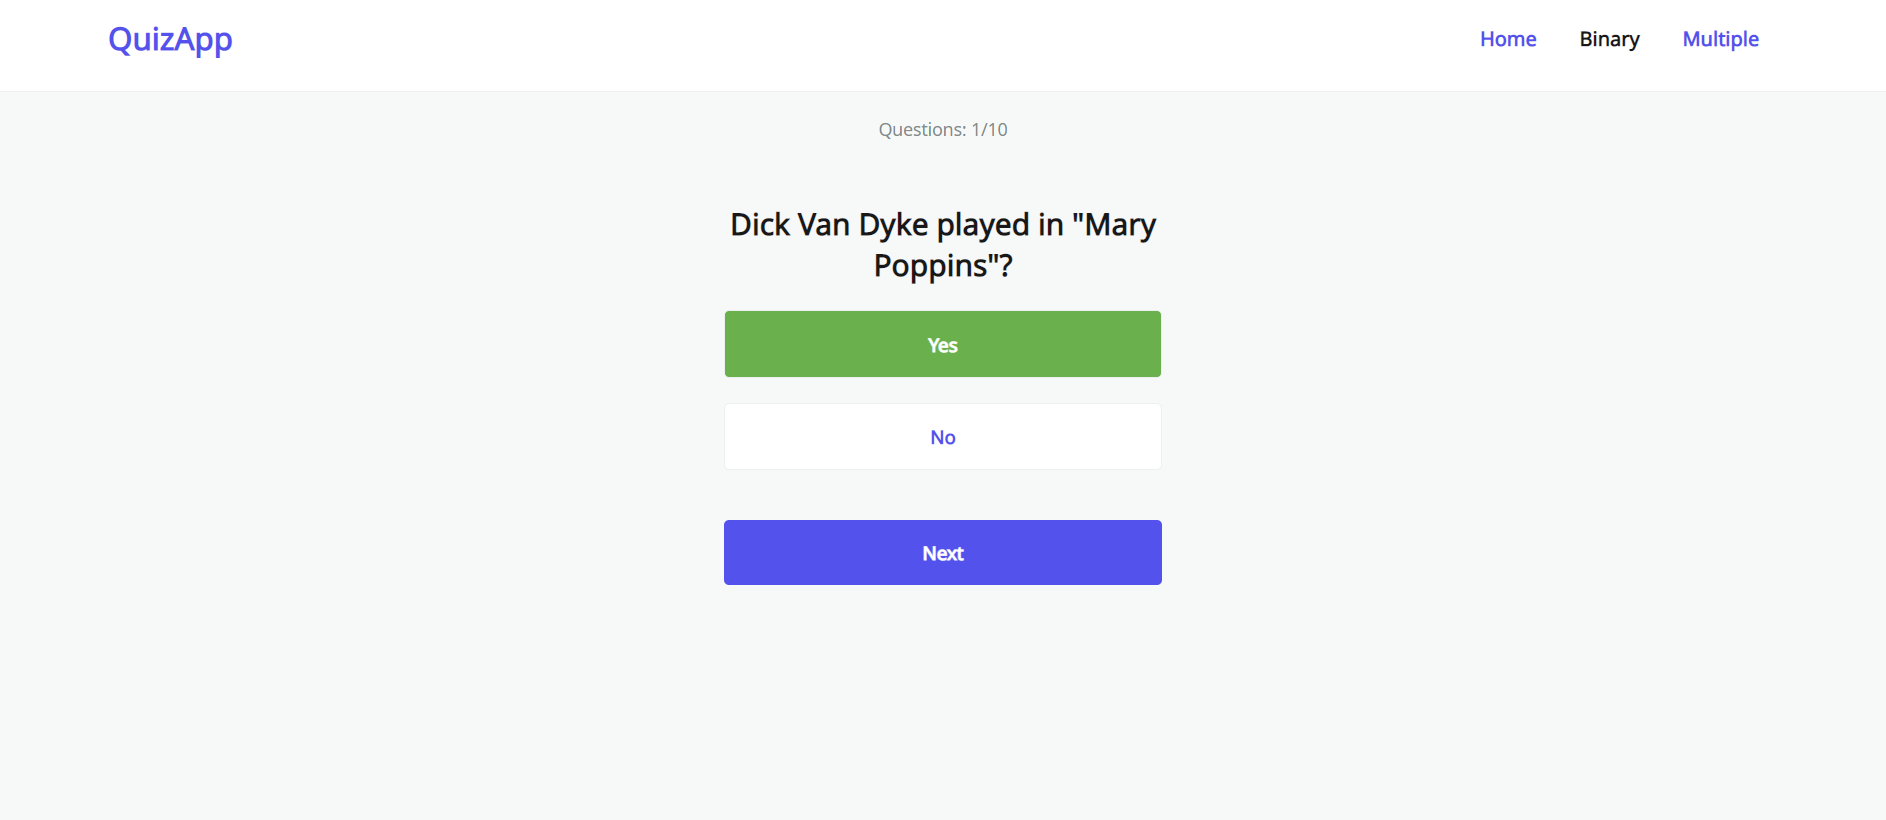 QuizApp
Home Binary Multiple
Questions: 1/10
Dick Van Dyke played in "Mary
Poppins"?
Yes
No
Next